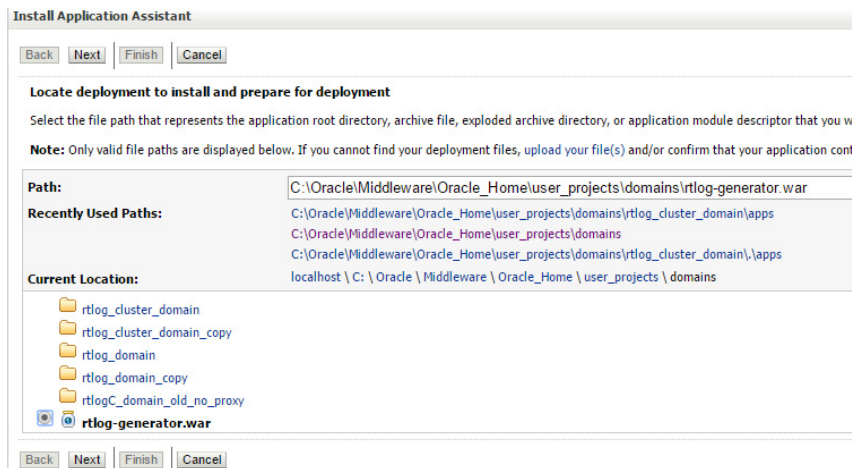 Install Application Assistant
Back Next Finish Cancel
Locate deployment to install and prepare for deployment
Select the file path that represents the application root directory, archive file, exploded archive directory, or application module descriptor that you w
Note: Only valid file paths are displayed below. If you cannot find your deployment files, upload your file(s) and/or confirm that your application cont
Path: C:\Oracle\Middleware\Oracle_Home\user_projects\domains\rtlog-generator.war
Recently Used Paths: C:\Oracle\Middleware\Oracle_Home\user_projects\domains\rtlog_cluster_domain\apps
C:\Oracle\Middleware\Oracle_Home\user_projects\domains
C:\Oracle\Middleware\Oracle_Home\user_projects\domains\rtlog_cluster_domain\.\apps
Current Location: localhost \ C: \ Oracle \ Middleware \ Oracle_Home \ user_projects \ domains
rtlog_cluster_domain
rtlog_cluster_domain_copy
rtlog_domain
rtlog_domain_copy
rtlogC_domain_old_no_proxy
rtlog-generator.war
Back Next Finish Cancel